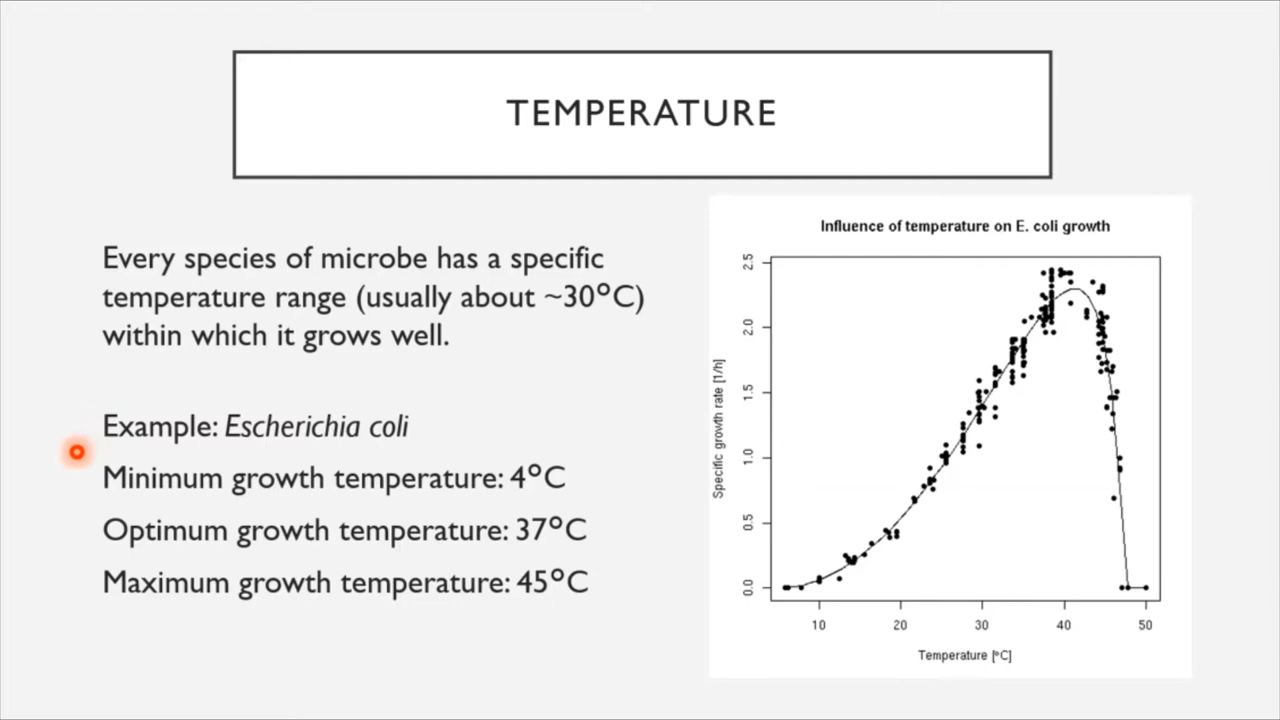 TEMPERATURE
Every species of microbe has a specific
temperature range (usually about ~30°C)
within which it grows well.
Example: Escherichia coli
Minimum growth temperature: 4°C
Optimum growth temperature: 37°C
Maximum growth temperature: 45°C
Influence of temperature on E. coli growth
Specific growth rate [1/h]
2.5
2.0
1.5
1.0
0.5
0.0
10 20 30 40 50
Temperature [°C]